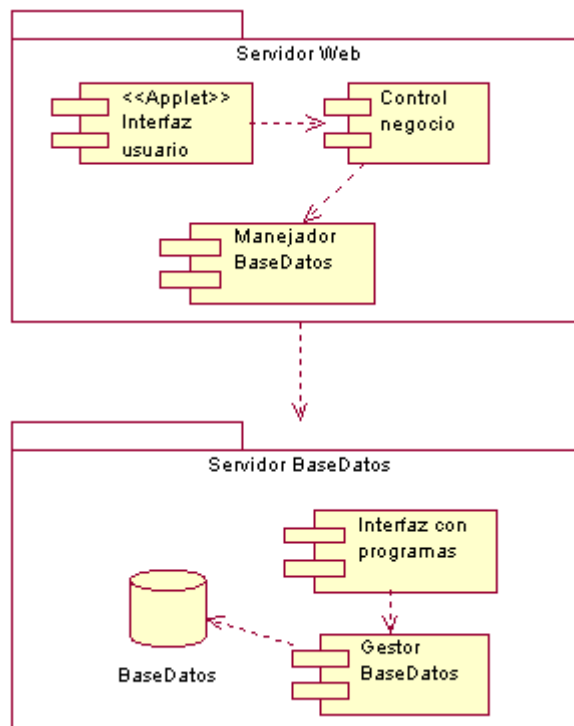 Servidor Web
<<Applet>>
Interfaz
usuario
Control
negocio
Manejador
BaseDatos
Servidor BaseDatos
Interfaz con
programas
Gestor
BaseDatos
BaseDatos